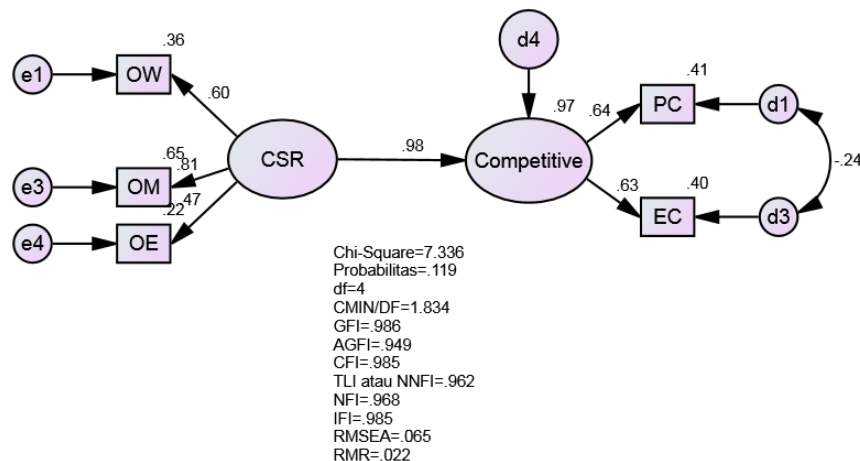 .36
d4
e1
OW
.41
.97
.64
PC
d1
.60
.65
.81
CSR
.98
Competitive
-.24
e3
OM
.63
.40
.22
.47
EC
d3
e4
OE
Chi-Square=7.336
Probabilitas=.119
df=4
CMIN/DF=1.834
GFI=.986
AGFI=.949
CFI=.985
TLI atau NNFI=.962
NFI=.968
IFI=.985
RMSEA=.065
RMR=.022